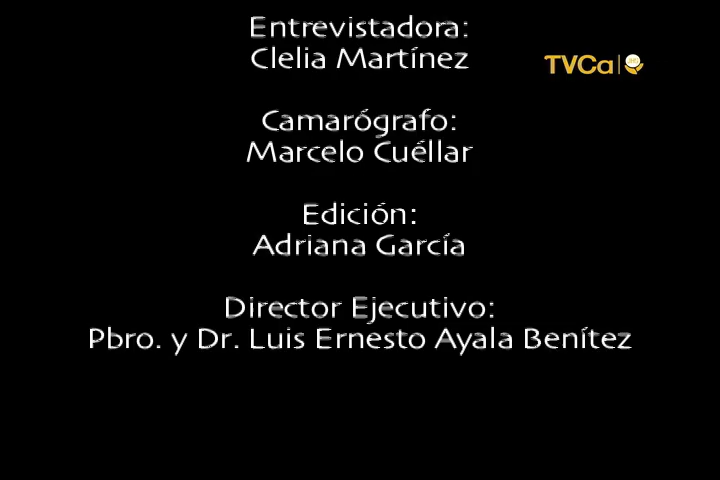 Entrevistadora:
Clelia Martínez
TVCa
Camarógrafo:
Marcelo Cuéllar
Edición:
Adriana García
Director Ejecutivo:
Pbro. y Dr. Luis Ernesto Ayala Benítez